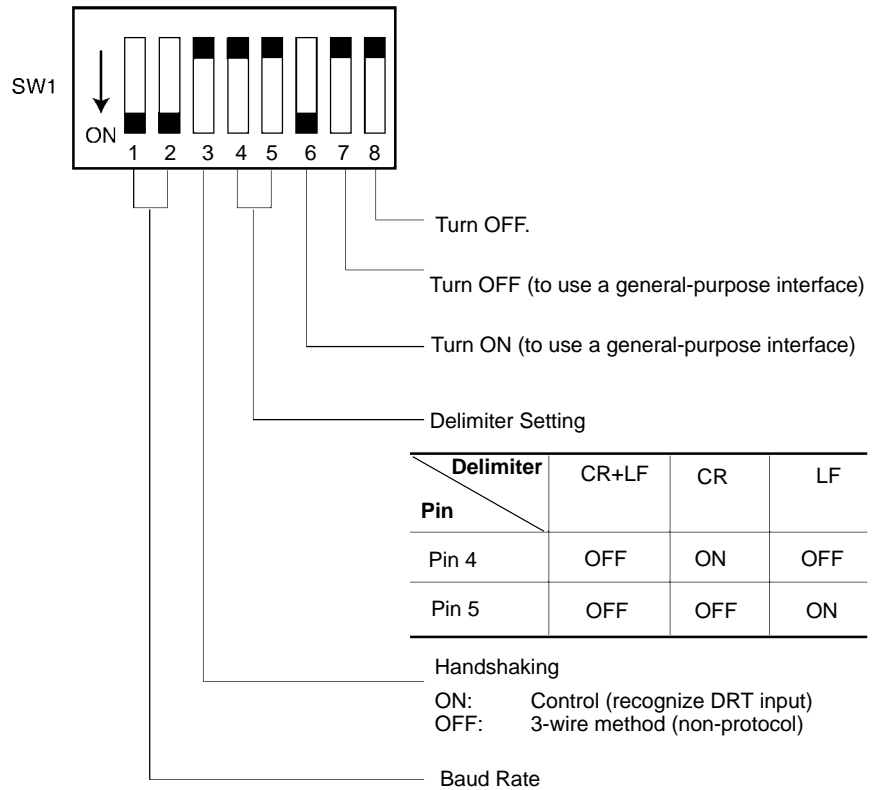 SW1
ON
1 2 3 4 5 6 7 8
Turn OFF.
Turn OFF (to use a general-purpose interface)
Turn ON (to use a general-purpose interface)
Delimiter Setting
Delimiter CR+LF CR LF
Pin
Pin 4 OFF ON OFF
Pin 5 OFF OFF ON
Handshaking
ON: Control (recognize DRT input)
OFF: 3-wire method (non-protocol)
Baud Rate